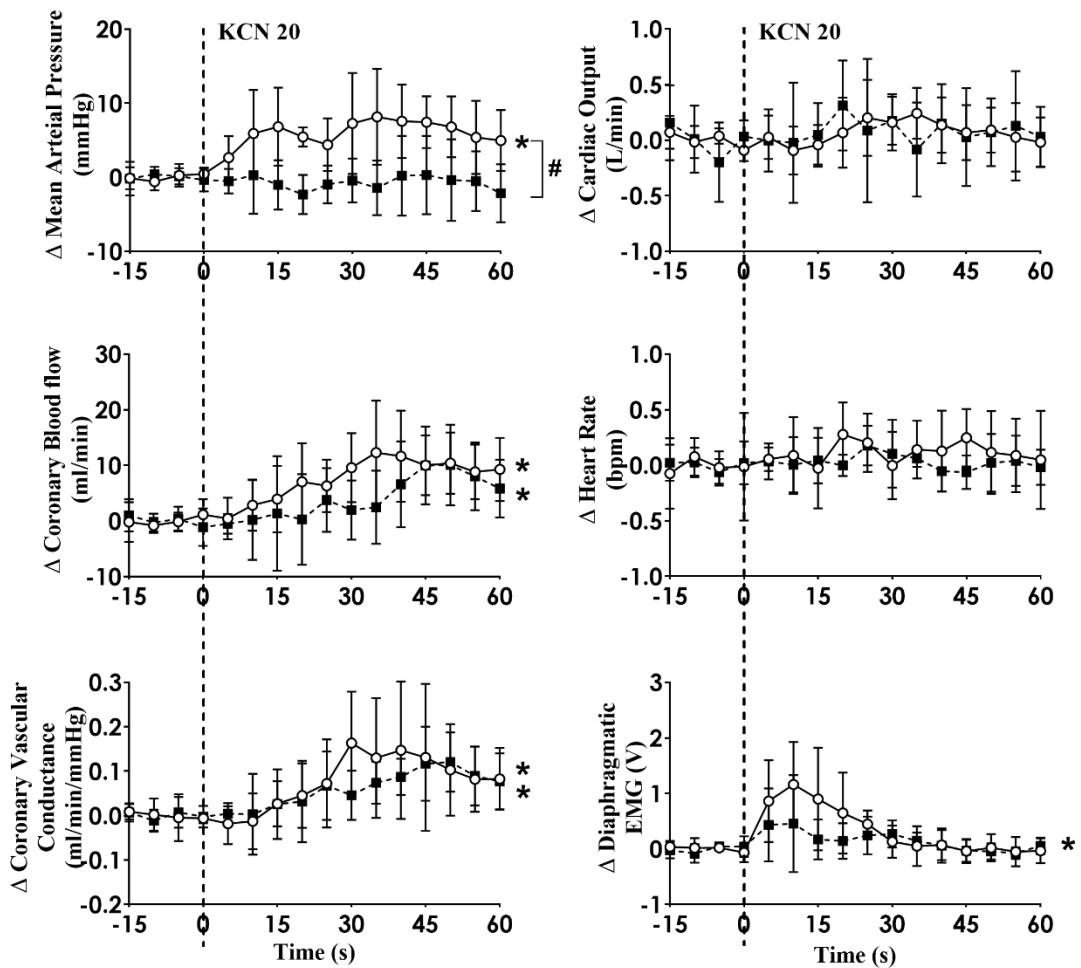 KCN 20
Δ Mean Artcial Pressure
(mmHg)
20
10
0
-10
-15 0 15 30 45 60
*
#
KCN 20
Δ Cardiac Output
(L/min)
1.0
0.5
0.0
-0.5
-1.0
-15 0 15 30 45 60
Δ Coronary Blood flow
(ml/min)
30
20
10
0
-10
-15 0 15 30 45 60
*
*
Δ Heart Rate
(bpm)
1.0
0.5
0.0
-0.5
-1.0
-15 0 15 30 45 60
Δ Coronary Vascular
Conductance
(ml/min/mmHg)
0.3
0.2
0.1
0.0
-0.1
-0.2
-15 0 15 30 45 60
*
*
Time (s)
Δ Diaphragmatic
EMG (V)
3
2
1
0
-1
-15 0 15 30 45 60
*
Time (s)